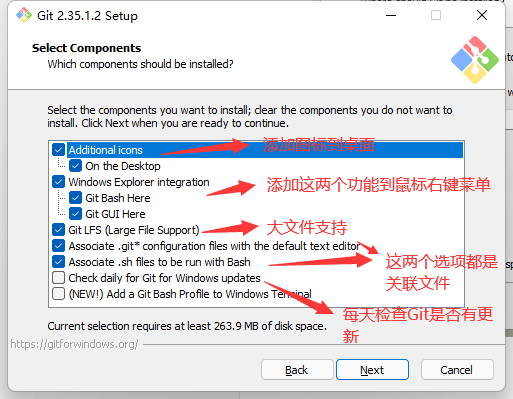 Git 2.35.1.2 Setup
Select Components
Which components should be installed?
Select the components you want to install; clear the components you do not want to
install. Click Next when you are ready to continue.
Additional icons
添加图标到桌面
On the Desktop
Windows Explorer integration
添加这两个功能到鼠标右键菜单
Git Bash Here
Git GUI Here
Git LFS (Large File Support)
大文件支持
Associate .git* configuration files with the default text editor
Associate .sh files to be run with Bash
这两个选项都是
关联文件
Check daily for Git for Windows updates
(NEW!) Add a Git Bash Profile to Windows Terminal
每天检查Git是否有更
新
Current selection requires at least 263.9 MB of disk space.
https://gitforwindows.org/
Back
Next
Cancel